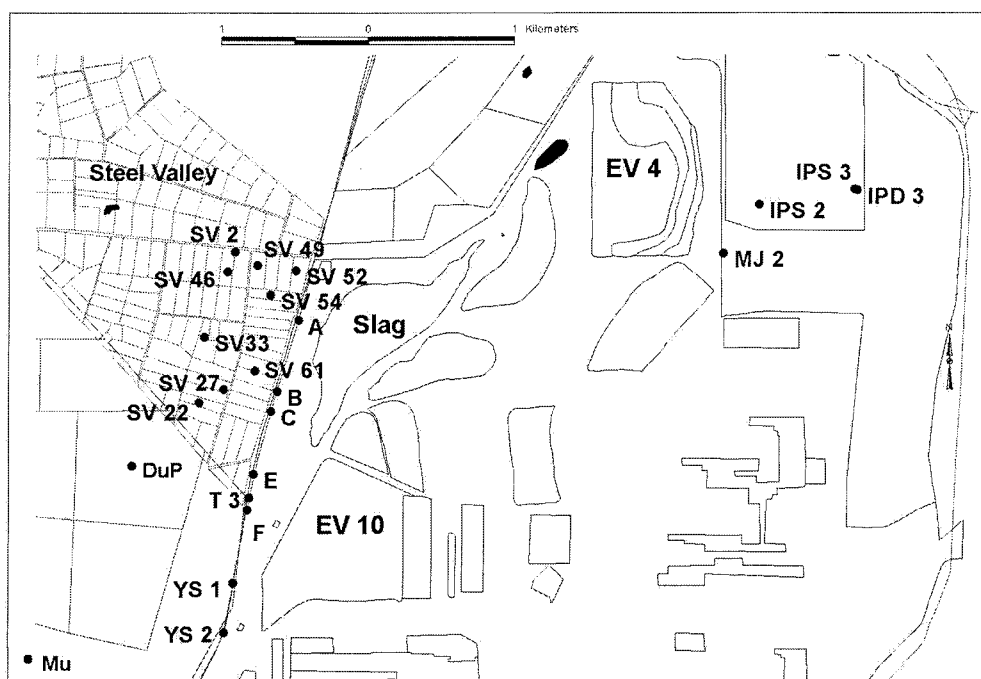 1 0 1 Kilometers
EV 4
IPS 3
Steel Valley
IPD 3
IPS 2
SV 2
SV 49
MJ 2
SV 46
SV 52
SV 54
A
Slag
SV33
SV 61
SV 27
B
SV 22
C
DuP
E
T 3
F
EV 10
YS 1
YS 2
Mu